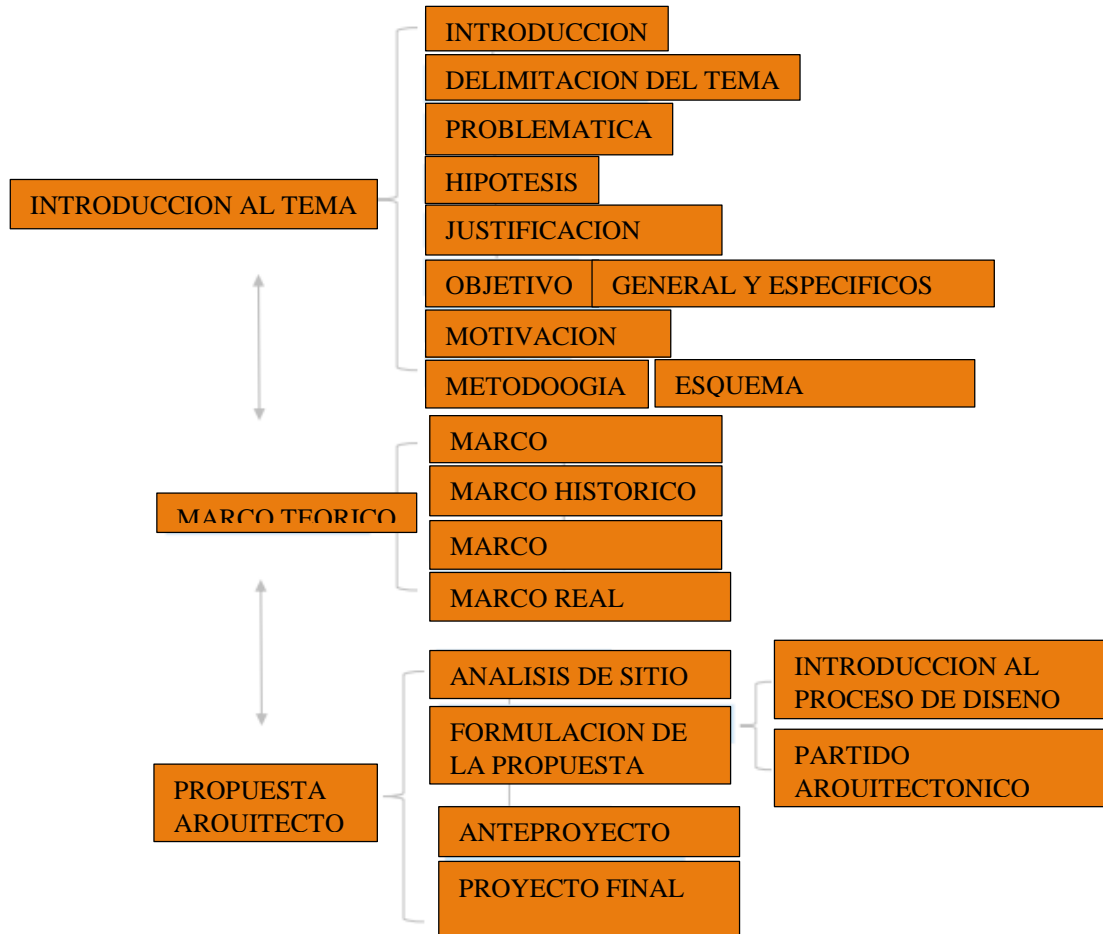 INTRODUCCION
DELIMITACION DEL TEMA
PROBLEMATICA
HIPOTESIS
INTRODUCCION AL TEMA
JUSTIFICACION
OBJETIVO
GENERAL Y ESPECIFICOS
MOTIVACION
METODOOGIA
ESQUEMA
MARCO
MARCO HISTORICO
MARCO TEORICO
MARCO
MARCO REAL
ANALISIS DE SITIO
INTRODUCCION AL
PROCESO DE DISENO
FORMULACION DE
LA PROPUESTA
PARTIDO
AROUITECTONICO
PROPUESTA
AROUITECTO
ANTEPROYECTO
PROYECTO FINAL